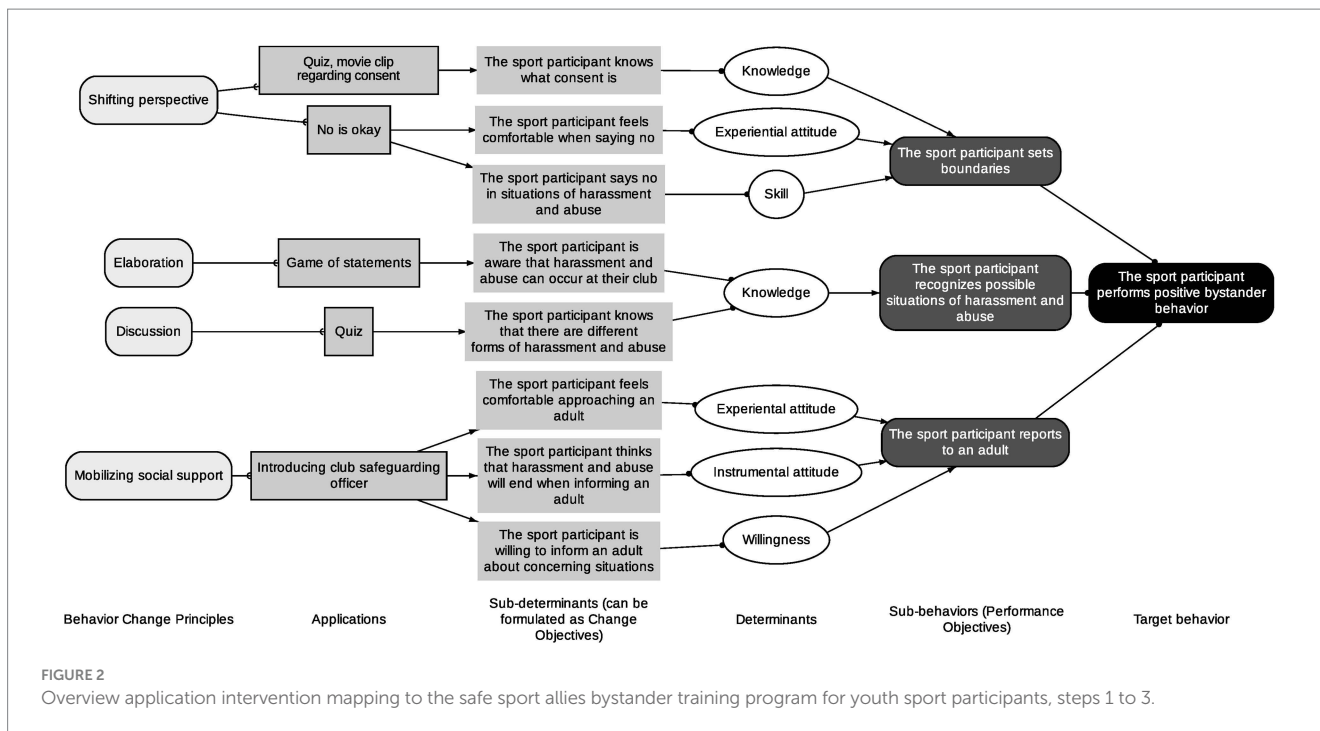 Shifting perspective
Quiz, movie clip
regarding consent
The sport participant knows
what consent is
Knowledge
No is okay
The sport participant feels
comfortable when saying no
Experiential attitude
The sport participant says no
in situations of harassment
and abuse
Skill
The sport participant sets
boundaries
Elaboration
Game of statements
The sport participant is
aware that harassment and
abuse can occur at their club
Discussion
Quiz
The sport participant knows
that there are different
forms of harassment and abuse
Knowledge
The sport participant
recognizes possible
situations of harassment and
abuse
The sport participant
performs positive bystander
behavior
Mobilizing social support
Introducing club safeguarding
officer
The sport participant feels
comfortable approaching an
adult
Experiental attitude
The sport participant thinks
that harassment and abuse
will end when informing an
adult
Instrumental attitude
The sport participant is
willing to inform an adult
about concerning situations
Willingness
The sport participant reports
to an adult
Behavior Change Principles
Applications
Sub-determinants (can be
formulated as Change
Objectives)
Determinants
Sub-behaviors (Performance
Objectives)
Target behavior
FIGURE 2
Overview application intervention mapping to the safe sport allies bystander training program for youth sport participants, steps 1 to 3.